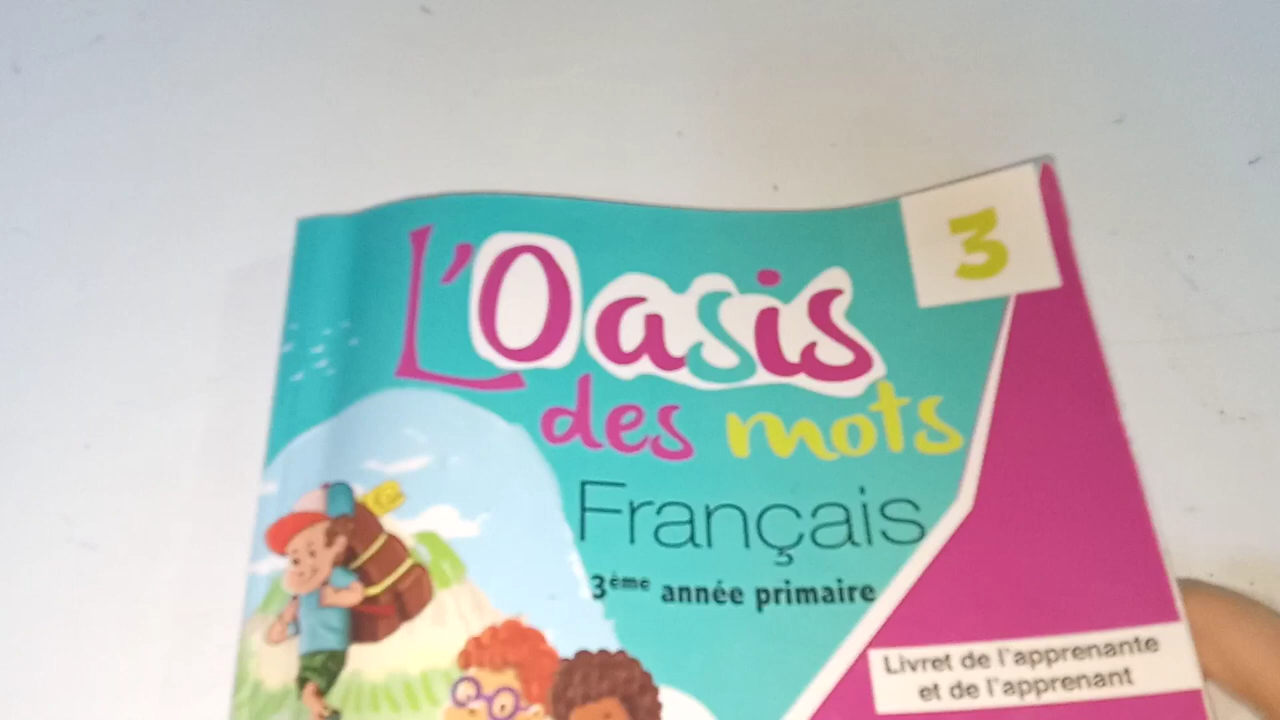 3
L'Oasis
des mots
Français
3ème année primaire
Livret de l'apprenante
et de l'apprenant